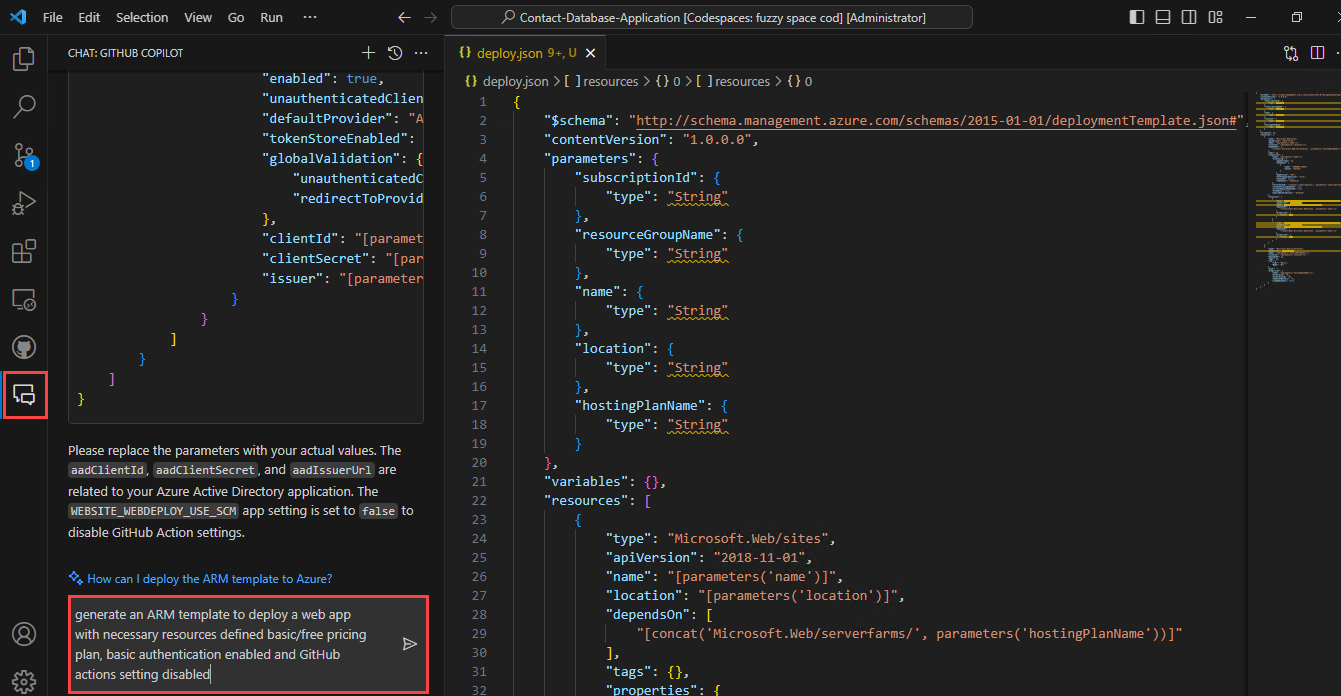 File Edit Selection View Go Run ···
Contact-Database-Application [Codespaces: fuzzy space cod] [Administrator]
CHAT: GITHUB COPILOT
"enabled": true,
"unauthenticatedClien
"defaultProvider": "A
"tokenStoreEnabled":
"globalValidation": {
"unauthenticatedC
"redirectToProvid
},
"clientId": "[paramet
"clientSecret": "[par
"issuer": "[parameter
}
}
]
}
]
}
Please replace the parameters with your actual values. The
aadClientId, aadClientSecret, and aadIssuerUrl are
related to your Azure Active Directory application. The
WEBSITE_WEBDEPLOY_USE_SCM app setting is set to false to
disable GitHub Action settings.
How can I deploy the ARM template to Azure?
generate an ARM template to deploy a web app
with necessary resources defined basic/free pricing
plan, basic authentication enabled and GitHub
actions setting disabled
1
{} deploy.json 9+, U
{} deploy.json > [ ] resources > {} 0 > [ ] resources > {} 0
1 {
2 "$schema": "http://schema.management.azure.com/schemas/2015-01-01/deploymentTemplate.json#",
3 "contentVersion": "1.0.0.0",
4 "parameters": {
5 "subscriptionId": {
6 "type": "String"
7 },
8 "resourceGroupName": {
9 "type": "String"
10 },
11 "name": {
12 "type": "String"
13 },
14 "location": {
15 "type": "String"
16 },
17 "hostingPlanName": {
18 "type": "String"
19 }
20 },
21 "variables": {},
22 "resources": [
23 {
24 "type": "Microsoft.Web/sites",
25 "apiVersion": "2018-11-01",
26 "name": "[parameters('name')]",
27 "location": "[parameters('location')]",
28 "dependsOn": [
29 "[concat('Microsoft.Web/serverfarms/', parameters('hostingPlanName'))]"
30 ],
31 "tags": {},
32 "properties": {